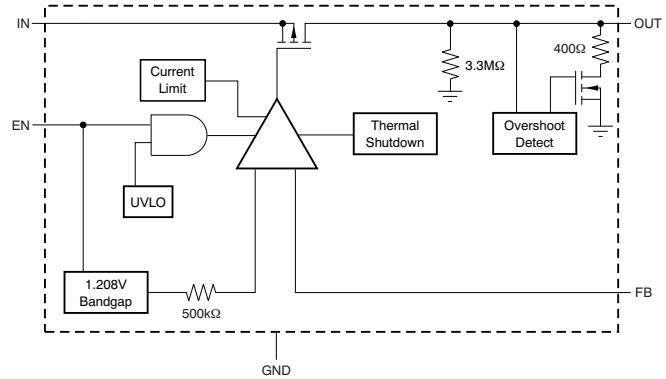 IN
OUT
400Ω
3.3MΩ
Current
Limit
EN
Thermal
Shutdown
Overshoot
Detect
UVLO
1.208V
Bandgap
500kΩ
FB
GND